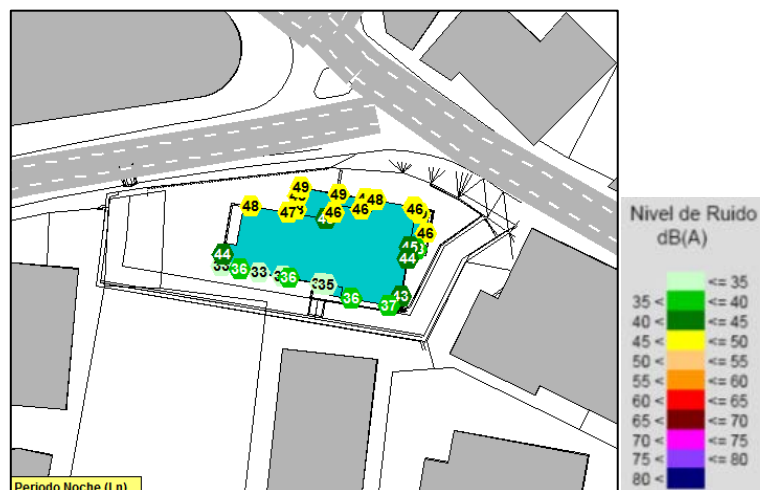 49
49
48
48
47
46
46
46
46
45
44
44
36
33
36
35
36
37
43
Periodo Noche (Ln)
Nivel de Ruido
dB(A)
<= 35
35 < <= 40
40 < <= 45
45 < <= 50
50 < <= 55
55 < <= 60
60 < <= 65
65 < <= 70
70 < <= 75
75 < <= 80
80 <